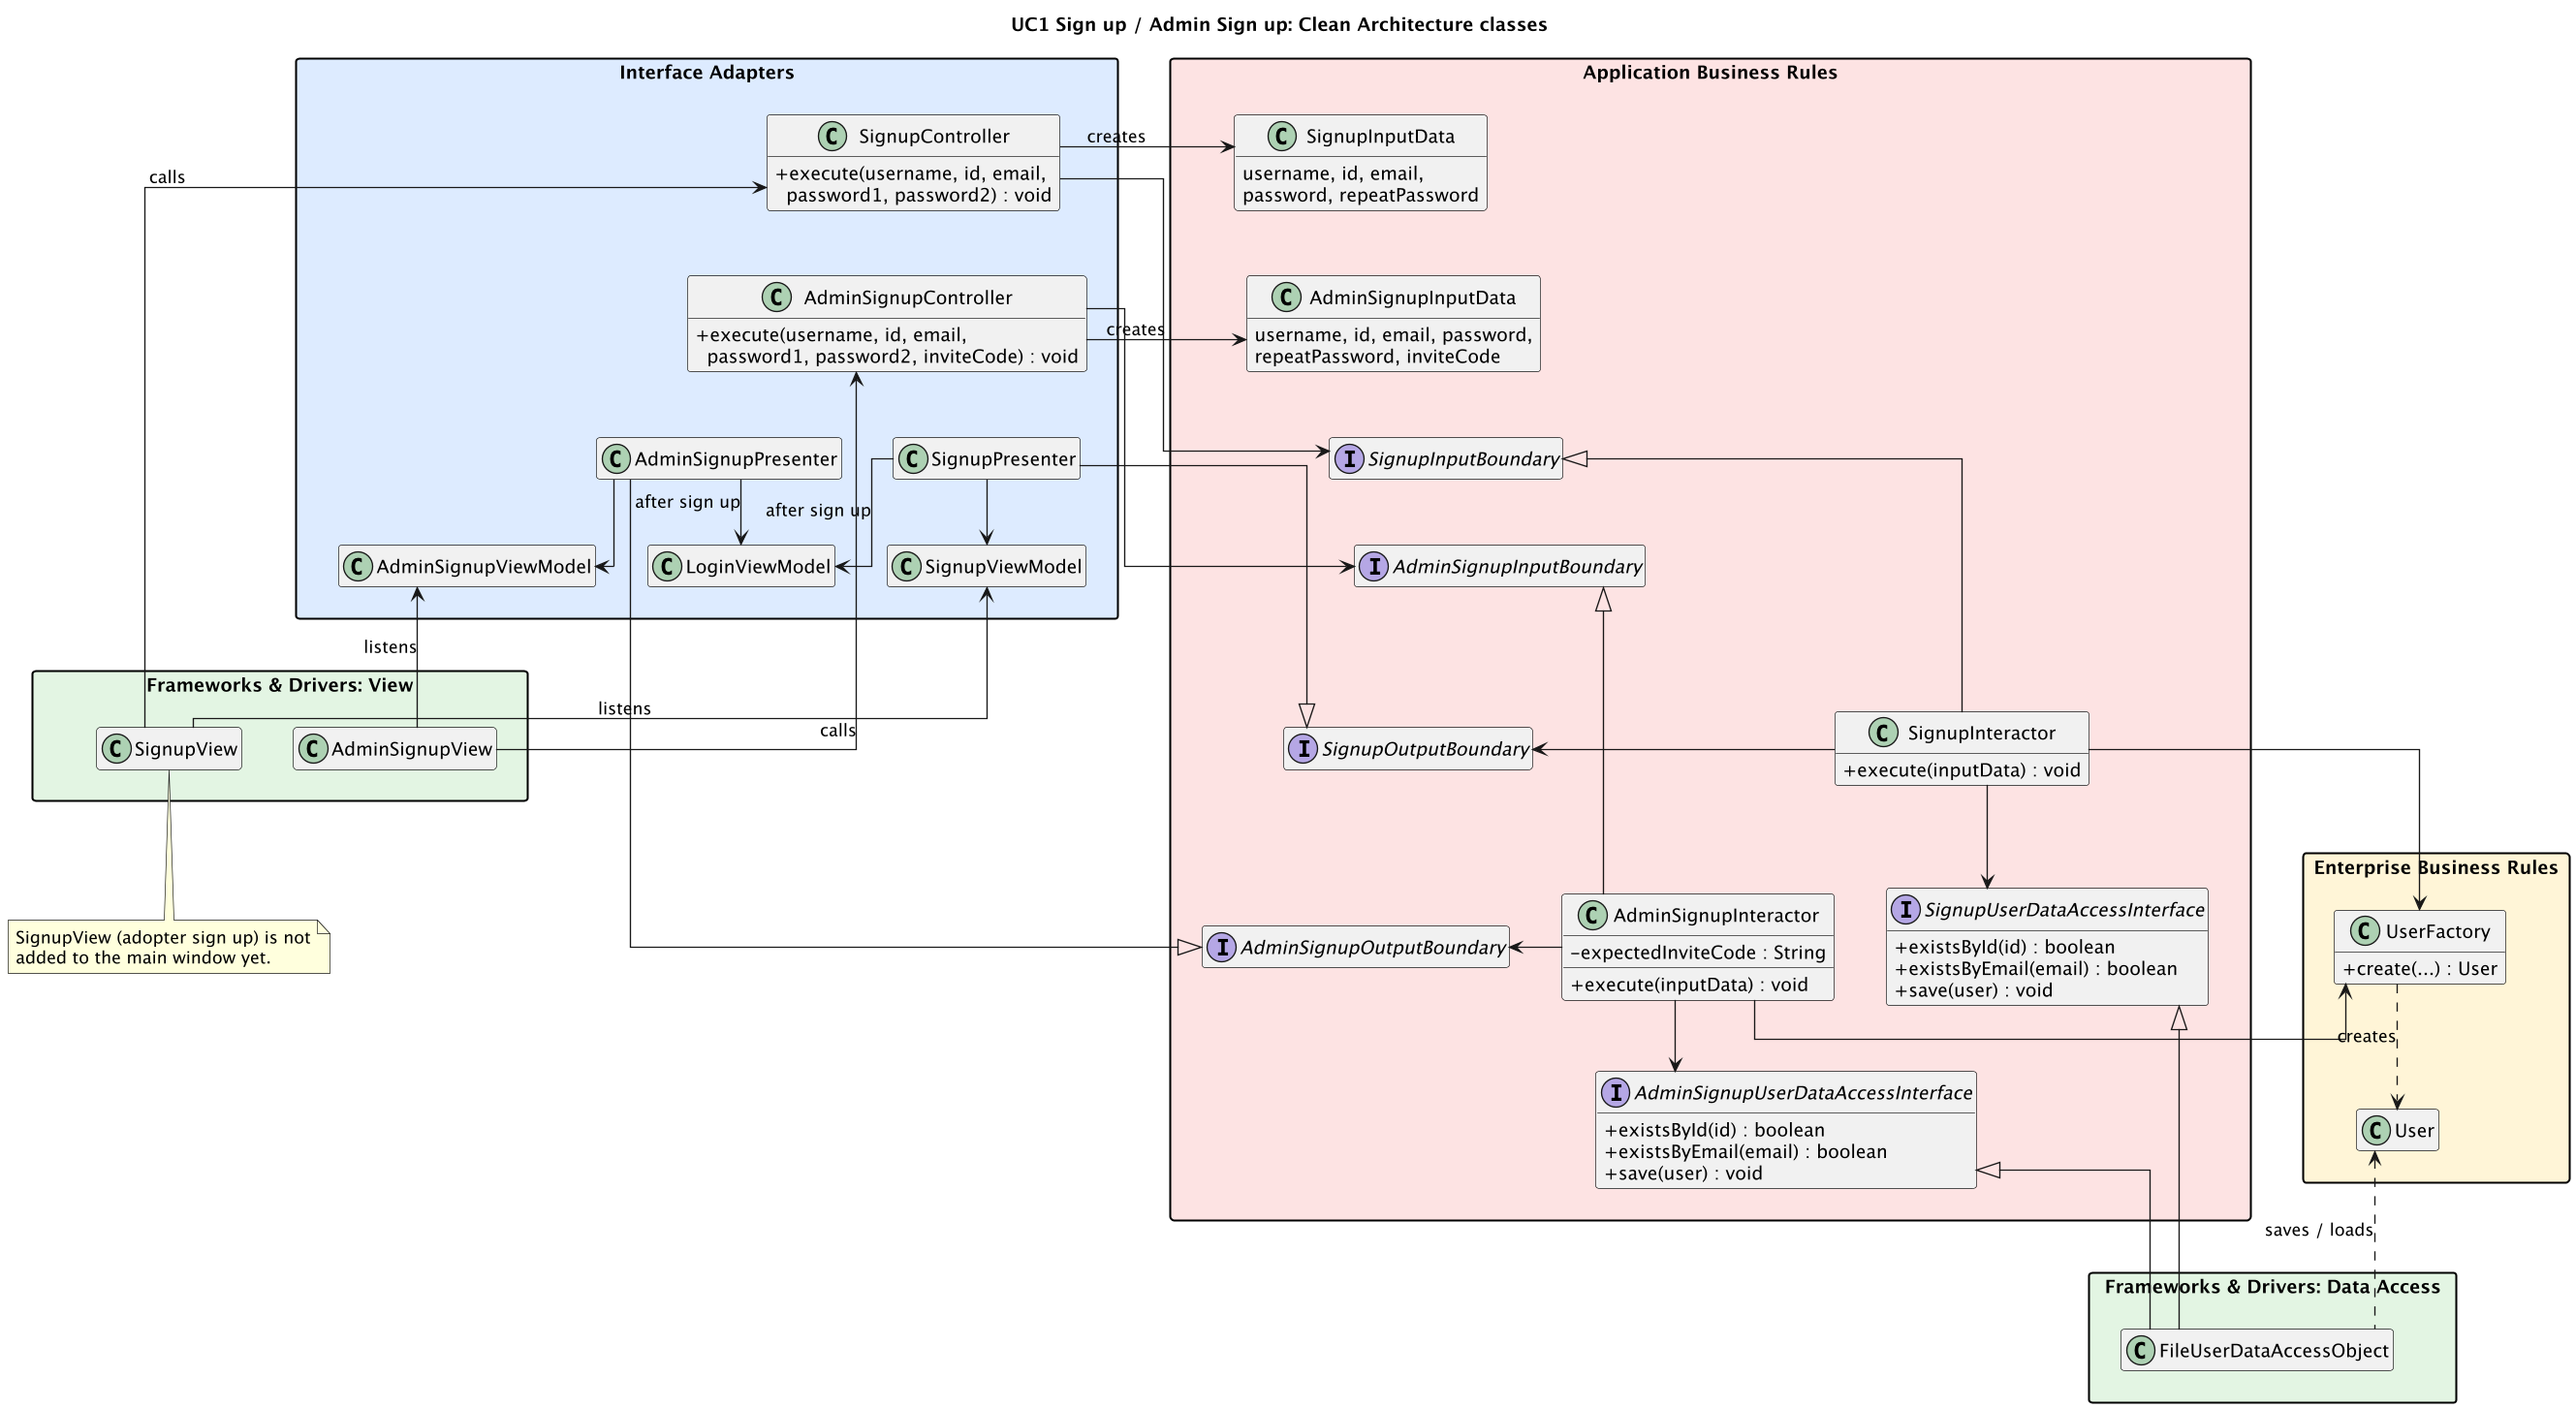 UC1 Sign up / Admin Sign up: Clean Architecture classes
Interface Adapters
C SignupController
+execute(username, id, email,
password1, password2) : void
C AdminSignupController
+execute(username, id, email,
password1, password2, inviteCode) : void
C AdminSignupPresenter
C SignupPresenter
after sign up
after sign up
C AdminSignupViewModel
C LoginViewModel
C SignupViewModel
calls
creates
creates
Application Business Rules
C SignupInputData
username, id, email,
password, repeatPassword
C AdminSignupInputData
username, id, email, password,
repeatPassword, inviteCode
I SignupInputBoundary
I AdminSignupInputBoundary
I SignupOutputBoundary
C SignupInteractor
+execute(inputData) : void
I AdminSignupOutputBoundary
C AdminSignupInteractor
-expectedInviteCode : String
+execute(inputData) : void
I SignupUserDataAccessInterface
+existsById(id) : boolean
+existsByEmail(email) : boolean
+save(user) : void
I AdminSignupUserDataAccessInterface
+existsById(id) : boolean
+existsByEmail(email) : boolean
+save(user) : void
listens
Frameworks & Drivers: View
listens
calls
C SignupView
C AdminSignupView
SignupView (adopter sign up) is not
added to the main window yet.
Enterprise Business Rules
C UserFactory
+create(...) : User
creates
C User
saves / loads
Frameworks & Drivers: Data Access
C FileUserDataAccessObject